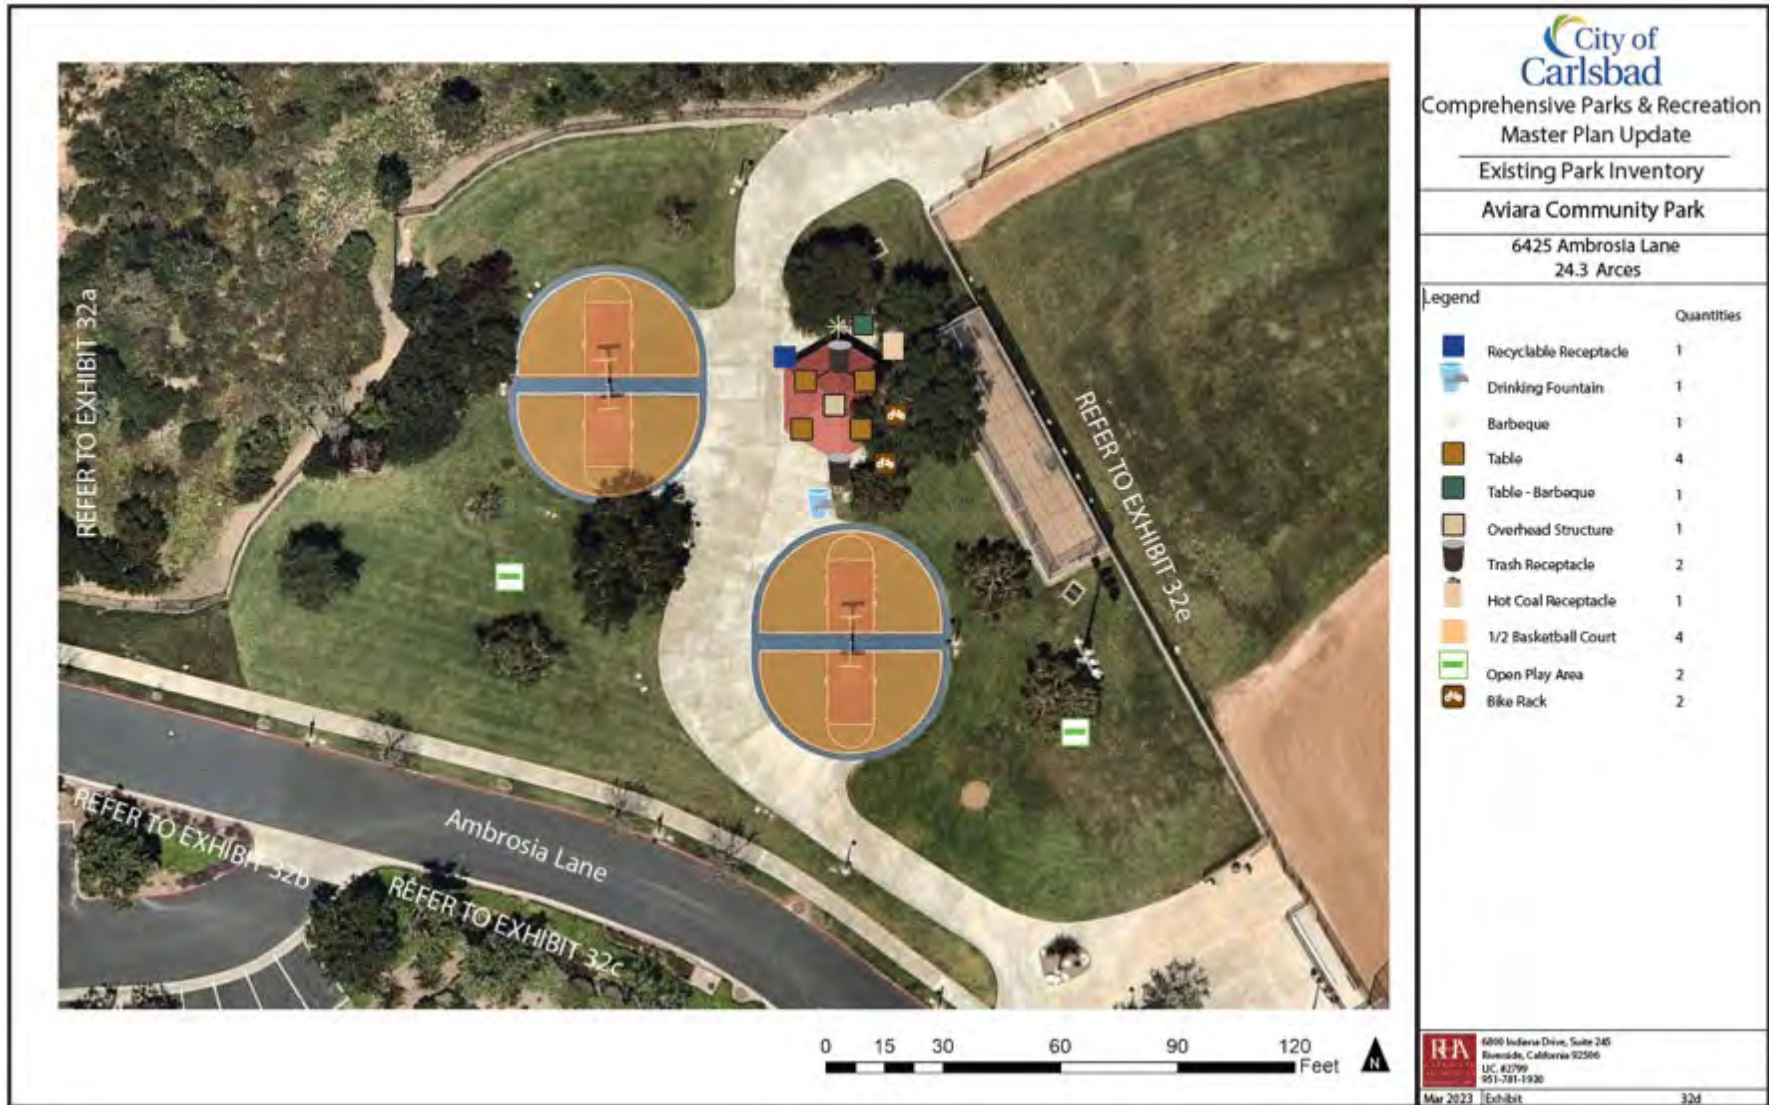 City of
Carlsbad
Comprehensive Parks & Recreation
Master Plan Update
Existing Park Inventory
Aviara Community Park
6425 Ambrosia Lane
24.3 Arces
Legend
Quantities
Recyclable Receptacle 1
Drinking Fountain 1
Barbeque 1
Table 4
Table - Barbeque 1
Overhead Structure 1
Trash Receptacle 2
Hot Coal Receptacle 1
1/2 Basketball Court 4
Open Play Area 2
Bike Rack 2
REFER TO EXHIBIT 32a
REFER TO EXHIBIT 32e
Ambrosia Lane
REFER TO EXHIBIT 32b
REFER TO EXHIBIT 32c
0 15 30 60 90 120
Feet
N
RHA
6800 Indiana Drive, Suite 245
Riverside, California 92506
LIC. #2799
951-781-1930
Mar 2023 Exhibit 32d